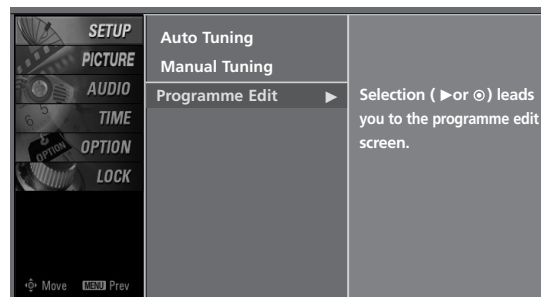 SETUP
PICTURE
AUDIO
TIME
OPTION
LOCK
Move MENU Prev
Auto Tuning
Manual Tuning
Programme Edit ▶
Selection ( ▶or ◉) leads
you to the programme edit
screen.